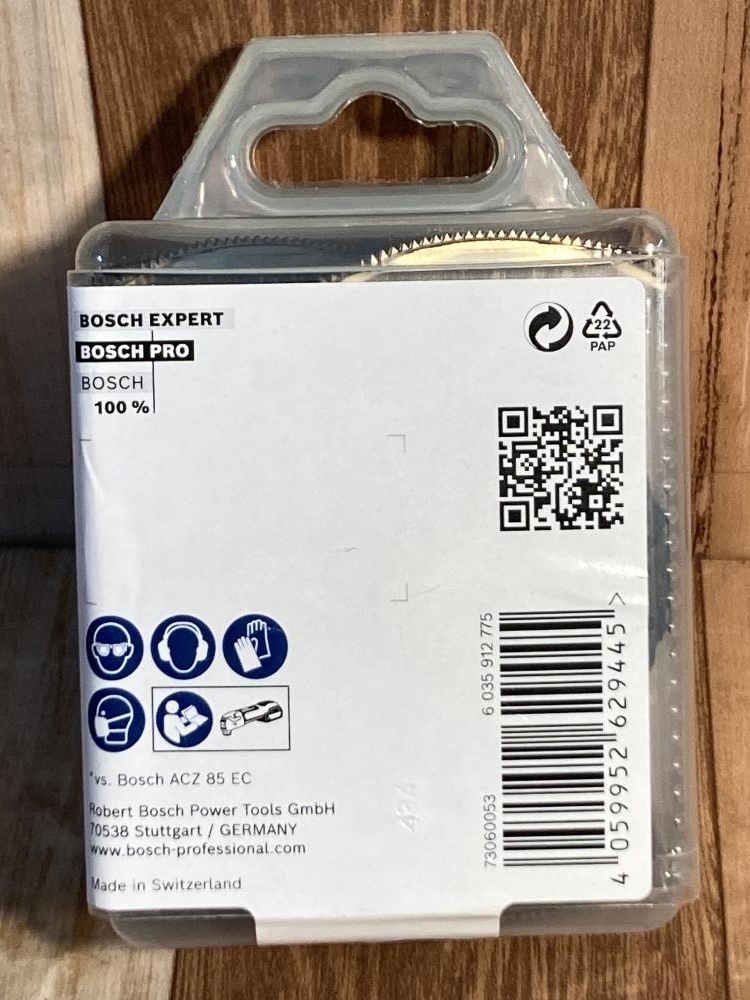 BOSCH EXPERT
BOSCH PRO
BOSCH
100 %
22
PAP
*vs. Bosch ACZ 85 EC
Robert Bosch Power Tools GmbH
70538 Stuttgart / GERMANY
www.bosch-professional.com
Made in Switzerland
6 035 912 775
73060053
4 059952 629445 >